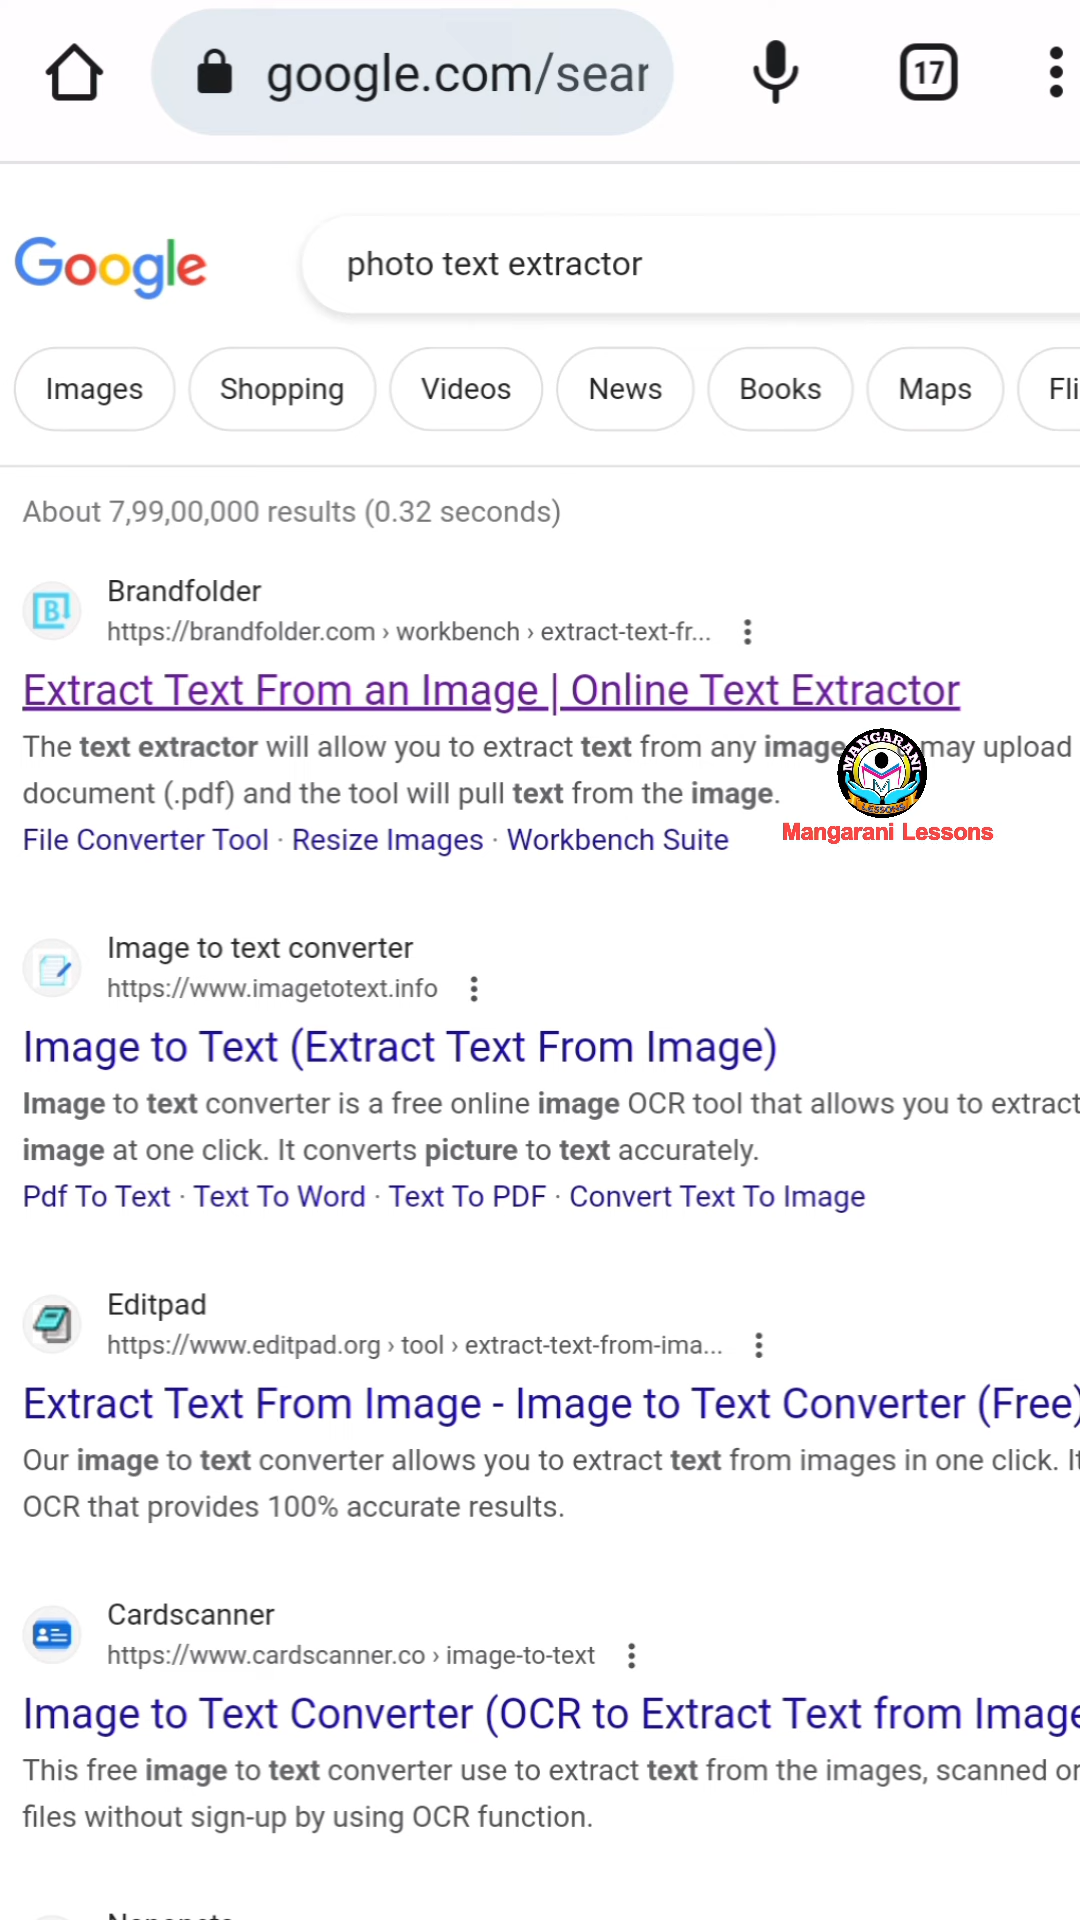 google.com/sear
17
Google
photo text extractor
Images Shopping Videos News Books Maps Fli
About 7,99,00,000 results (0.32 seconds)
Brandfolder
https://brandfolder.com › workbench › extract-text-fr...
Extract Text From an Image | Online Text Extractor
The text extractor will allow you to extract text from any image may upload
document (.pdf) and the tool will pull text from the image.
MANGARANI
LESSONS
Mangarani Lessons
File Converter Tool · Resize Images · Workbench Suite
Image to text converter
https://www.imagetotext.info
Image to Text (Extract Text From Image)
Image to text converter is a free online image OCR tool that allows you to extract
image at one click. It converts picture to text accurately.
Pdf To Text · Text To Word · Text To PDF · Convert Text To Image
Editpad
https://www.editpad.org › tool › extract-text-from-ima...
Extract Text From Image - Image to Text Converter (Free)
Our image to text converter allows you to extract text from images in one click. It
OCR that provides 100% accurate results.
Cardscanner
https://www.cardscanner.co › image-to-text
Image to Text Converter (OCR to Extract Text from Image
This free image to text converter use to extract text from the images, scanned or
files without sign-up by using OCR function.